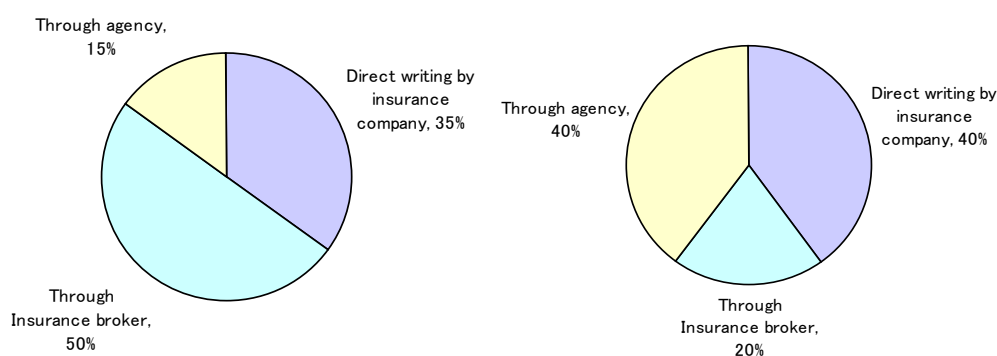 Through agency,
15%
Direct writing by
insurance
company, 35%
Through
Insurance broker,
50%
Through agency,
40%
Direct writing by
insurance
company, 40%
Through
Insurance broker,
20%